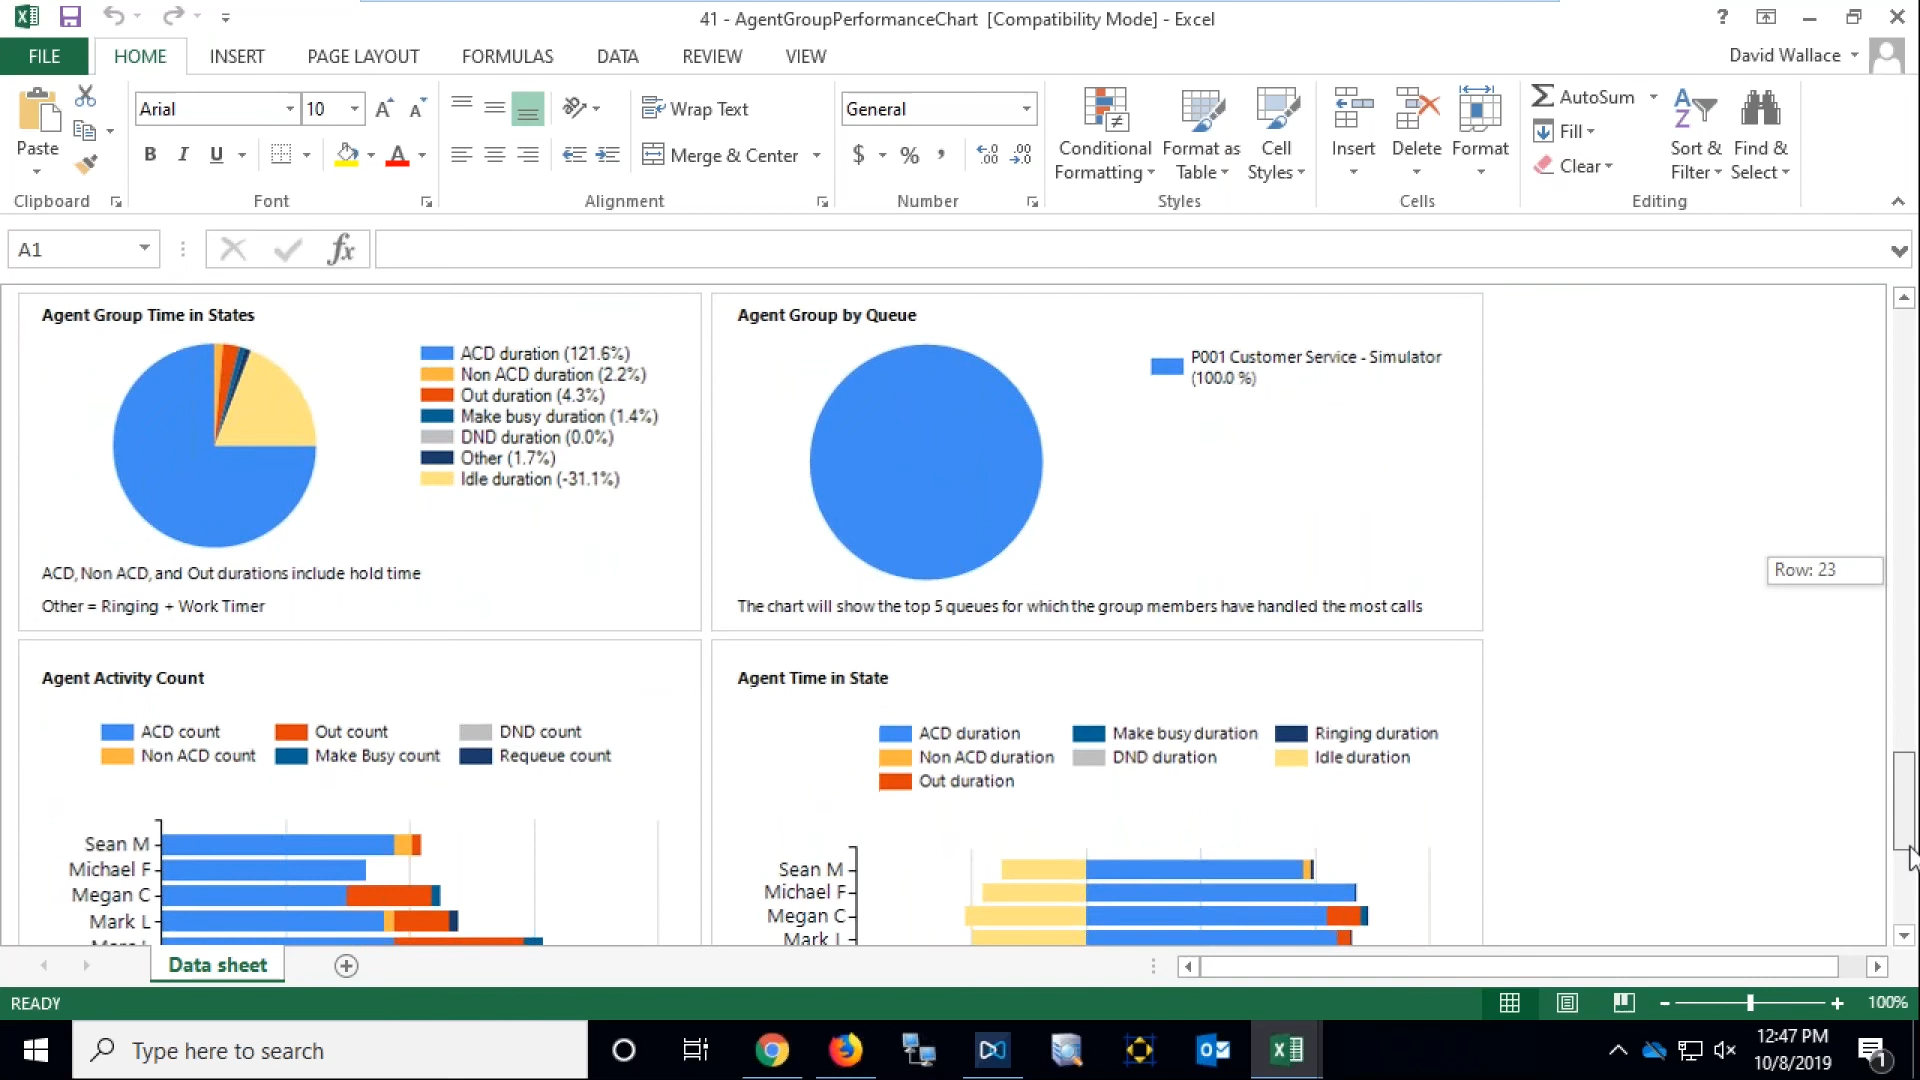 41 - AgentGroupPerformanceChart [Compatibility Mode] - Excel
?
FILE HOME INSERT PAGE LAYOUT FORMULAS DATA REVIEW VIEW
David Wallace
Paste
Arial 10
Wrap Text
General
B I U
Merge & Center
$ % ,
Conditional Formatting
Format as Table
Cell Styles
Insert Delete Format
AutoSum
Fill
Clear
Sort & Filter
Find & Select
Clipboard Font Alignment Number Styles Cells Editing
A1
fx
Agent Group Time in States
ACD duration (121.6%)
Non ACD duration (2.2%)
Out duration (4.3%)
Make busy duration (1.4%)
DND duration (0.0%)
Other (1.7%)
Idle duration (-31.1%)
ACD, Non ACD, and Out durations include hold time
Other = Ringing + Work Timer
Agent Group by Queue
P001 Customer Service - Simulator
(100.0 %)
The chart will show the top 5 queues for which the group members have handled the most calls
Row: 23
Agent Activity Count
ACD count Out count DND count
Non ACD count Make Busy count Requeue count
Sean M
Michael F
Megan C
Mark L
Agent Time in State
ACD duration Make busy duration Ringing duration
Non ACD duration DND duration Idle duration
Out duration
Sean M
Michael F
Megan C
Mark L
Data sheet
READY
100%
Type here to search
12:47 PM
10/8/2019
1